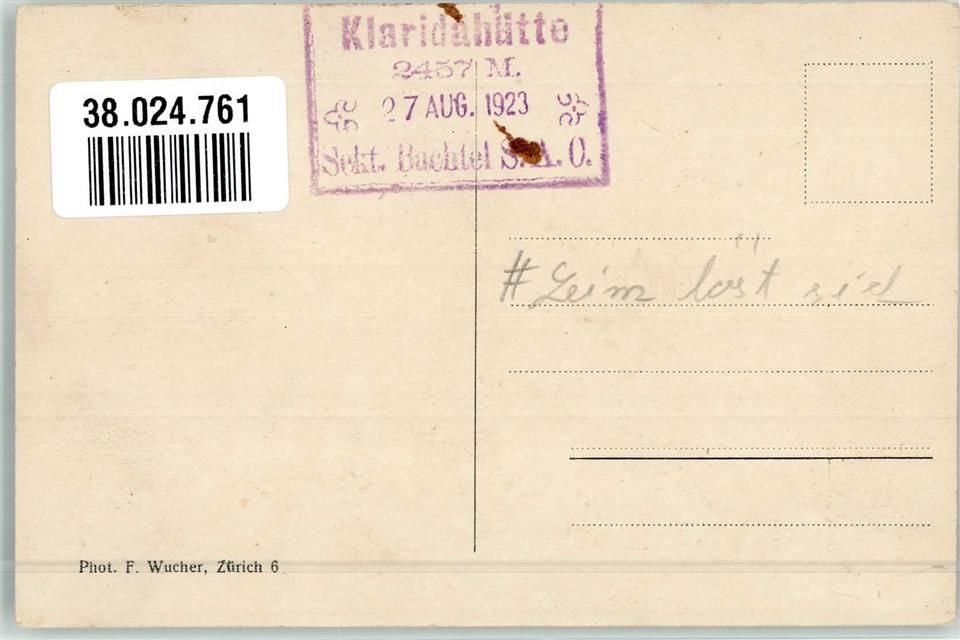 Klaridahütte
2457 M.
27 AUG. 1923
Sekt. Bachtel S. A. C.
38.024.761
# Leim löst sich
Phot. F. Wucher, Zürich 6